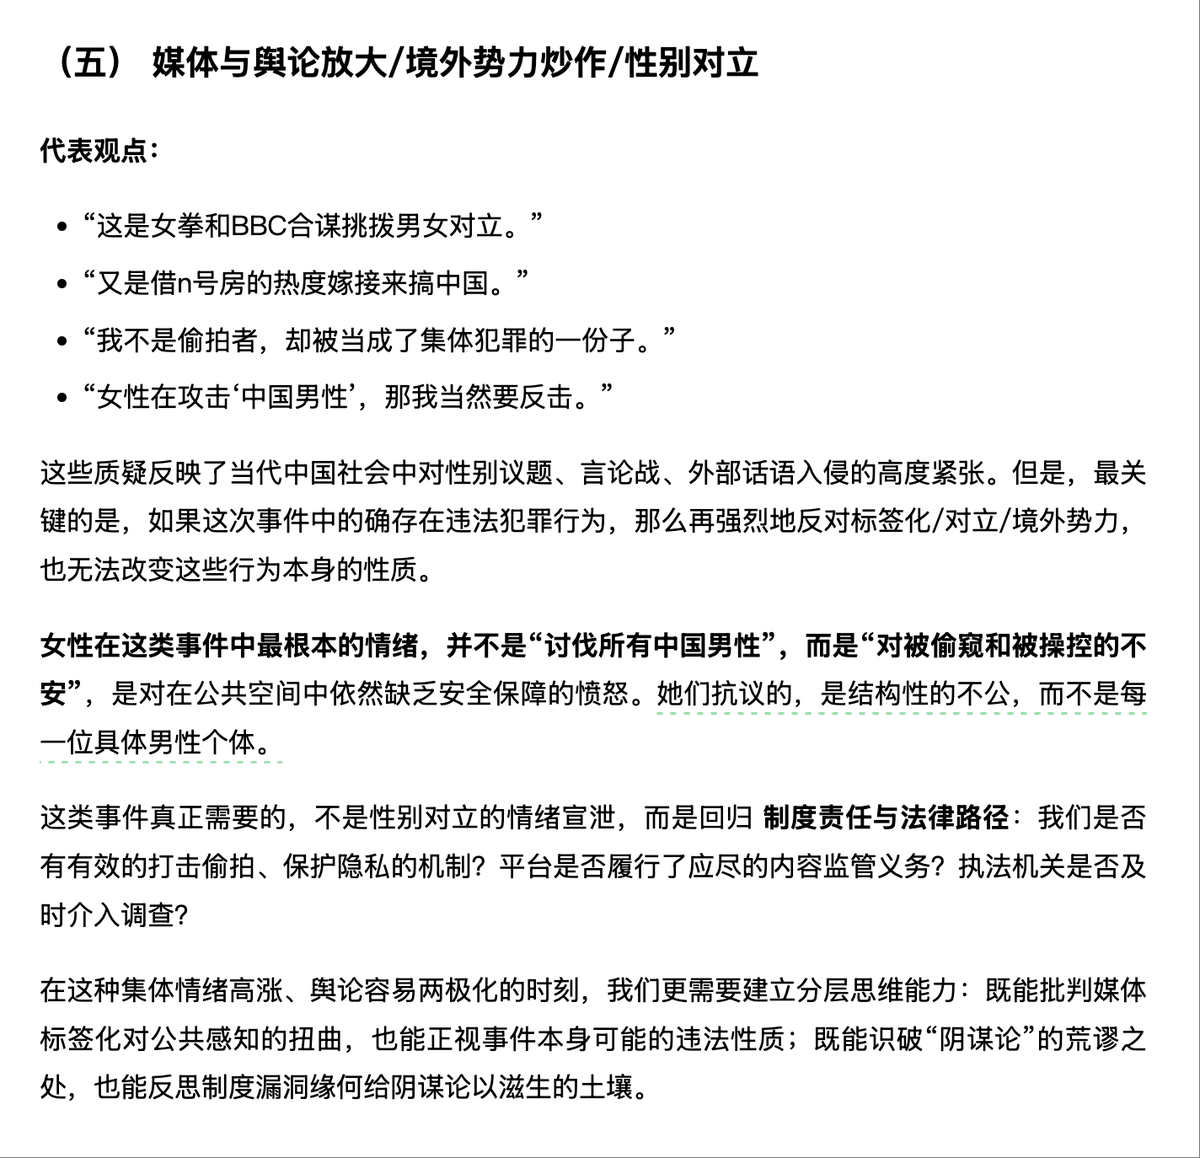 （五） 媒体与舆论放大/境外势力炒作/性别对立
代表观点：
• “这是女拳和BBC合谋挑拨男女对立。”
• “又是借n号房的热度嫁接来搞中国。”
• “我不是偷拍者，却被当成了集体犯罪的一份子。”
• “女性在攻击‘中国男性’，那我当然要反击。”
这些质疑反映了当代中国社会中对性别议题、言论战、外部话语入侵的高度紧张。但是，最关
键的是，如果这次事件中的确存在违法犯罪行为，那么再强烈地反对标签化/对立/境外势力，
也无法改变这些行为本身的性质。
女性在这类事件中最根本的情绪，并不是“讨伐所有中国男性”，而是“对被偷窥和被操控的不
安”，是对在公共空间中依然缺乏安全保障的愤怒。她们抗议的，是结构性的不公，而不是每
一位具体男性个体。
这类事件真正需要的，不是性别对立的情绪宣泄，而是回归 制度责任与法律路径：我们是否
有有效的打击偷拍、保护隐私的机制？平台是否履行了应尽的内容监管义务？执法机关是否及
时介入调查？
在这种集体情绪高涨、舆论容易两极化的时刻，我们更需要建立分层思维能力：既能批判媒体
标签化对公共感知的扭曲，也能正视事件本身可能的违法性质；既能识破“阴谋论”的荒谬之
处，也能反思制度漏洞缘何给阴谋论以滋生的土壤。